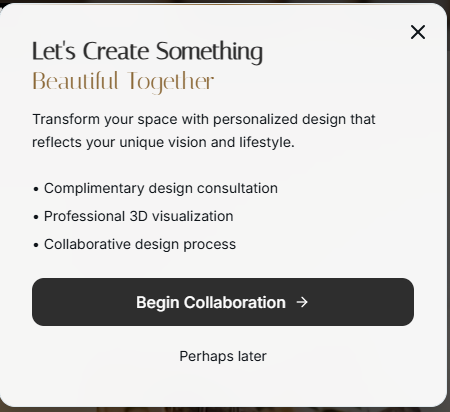 Let's Create Something
Beautiful Together
Transform your space with personalized design that
reflects your unique vision and lifestyle.
• Complimentary design consultation
• Professional 3D visualization
• Collaborative design process
Begin Collaboration →
Perhaps later